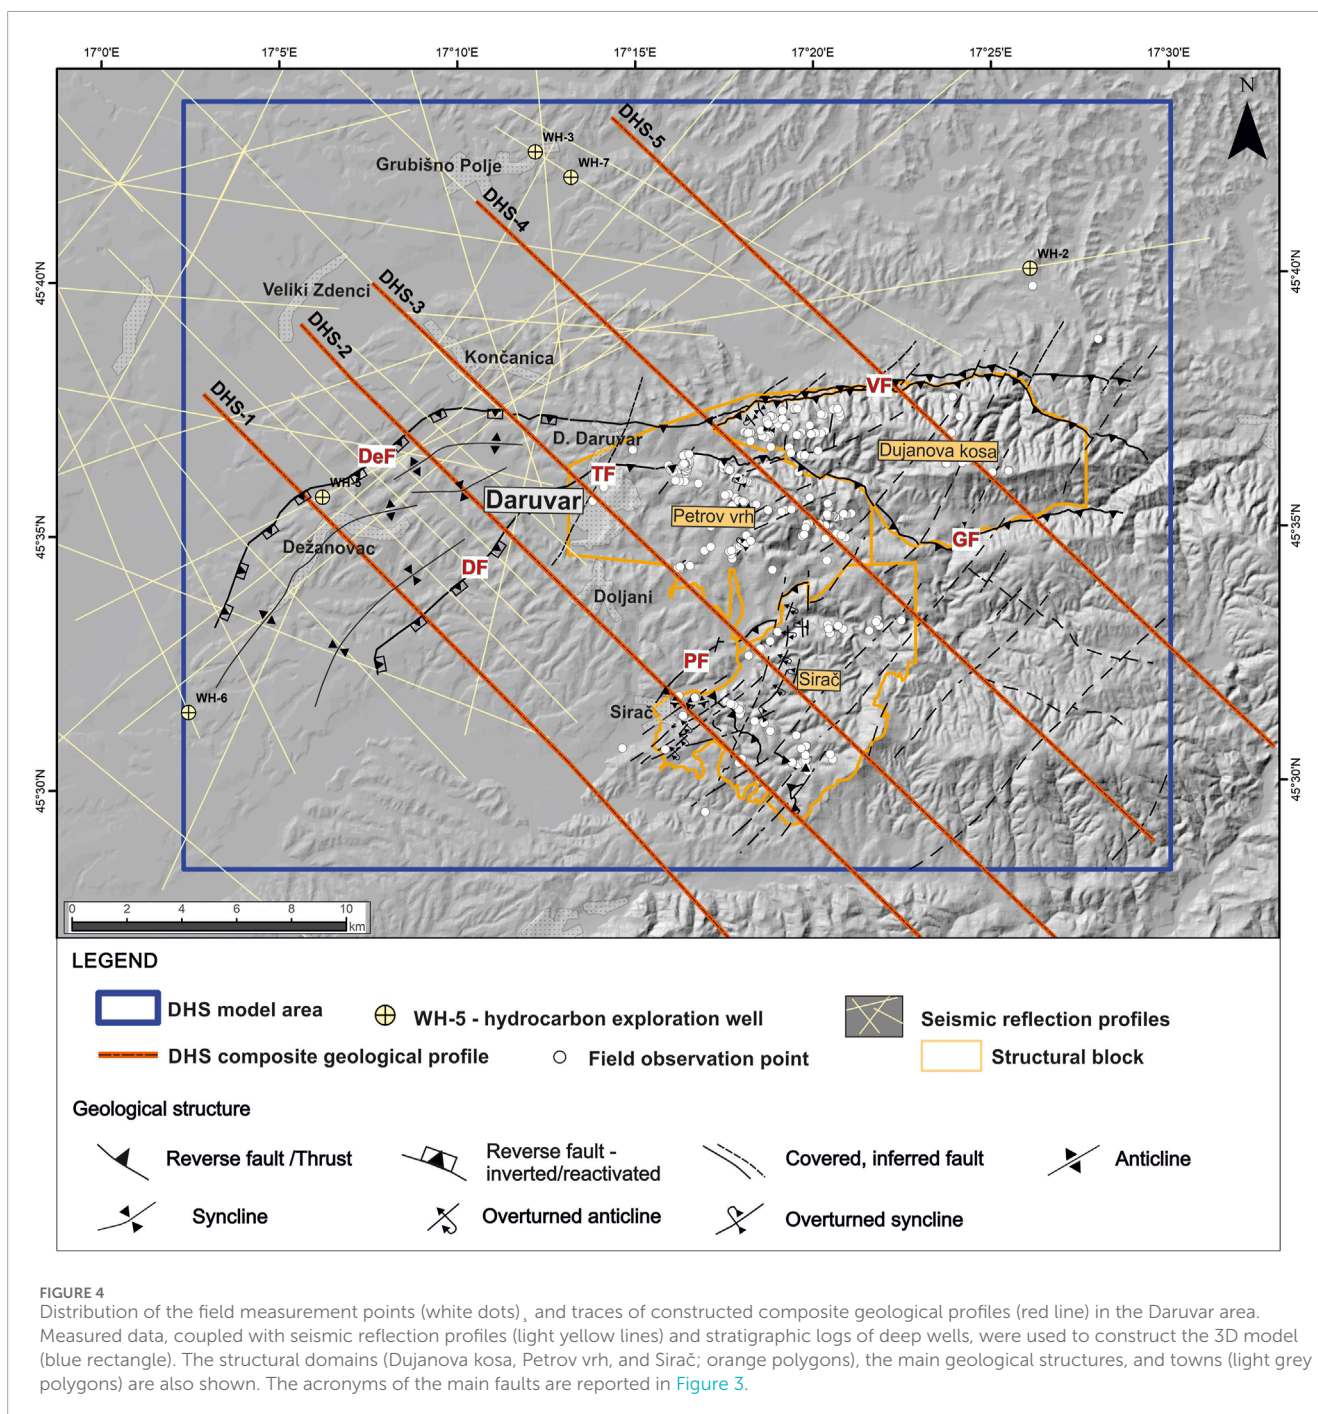 17°0'E 17°5'E 17°10'E 17°15'E 17°20'E 17°25'E 17°30'E
N
DHS-5
WH-3
Grubišno Polje
WH-7
DHS-4
WH-2
45°40'N
45°40'N
DHS-3
Veliki Zdenci
DHS-2
Končanica
VF
DHS-1
D. Daruvar
Dujanova kosa
DeF
TF
WH-5
Daruvar
Petrov vrh
45°35'N
45°35'N
Dežanovac
GF
DF
Doljani
PF
Sirač
WH-6
Sirač
45°30'N
45°30'N
0 2 4 6 8 10
km
LEGEND
DHS model area
WH-5 - hydrocarbon exploration well
Seismic reflection profiles
DHS composite geological profile
Field observation point
Structural block
Geological structure
Reverse fault /Thrust
Reverse fault -
inverted/reactivated
Covered, inferred fault
Anticline
Syncline
Overturned anticline
Overturned syncline
FIGURE 4
Distribution of the field measurement points (white dots), and traces of constructed composite geological profiles (red line) in the Daruvar area.
Measured data, coupled with seismic reflection profiles (light yellow lines) and stratigraphic logs of deep wells, were used to construct the 3D model
(blue rectangle). The structural domains (Dujanova kosa, Petrov vrh, and Sirač; orange polygons), the main geological structures, and towns (light grey
polygons) are also shown. The acronyms of the main faults are reported in Figure 3.